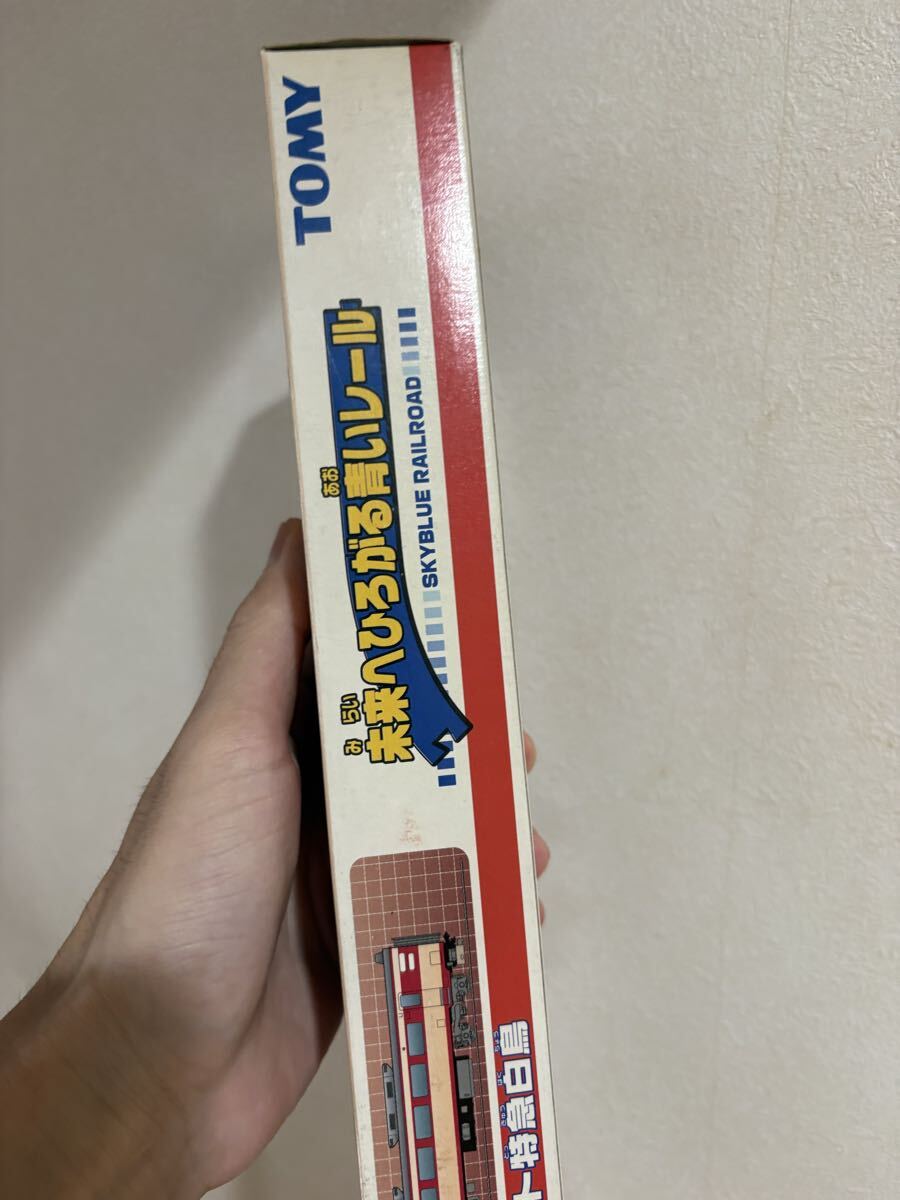 TOMY
み らい あお
未来へひろがる青いレール
SKYBLUE RAILROAD
とっ きゅう はく ちょう
ト特急白鳥